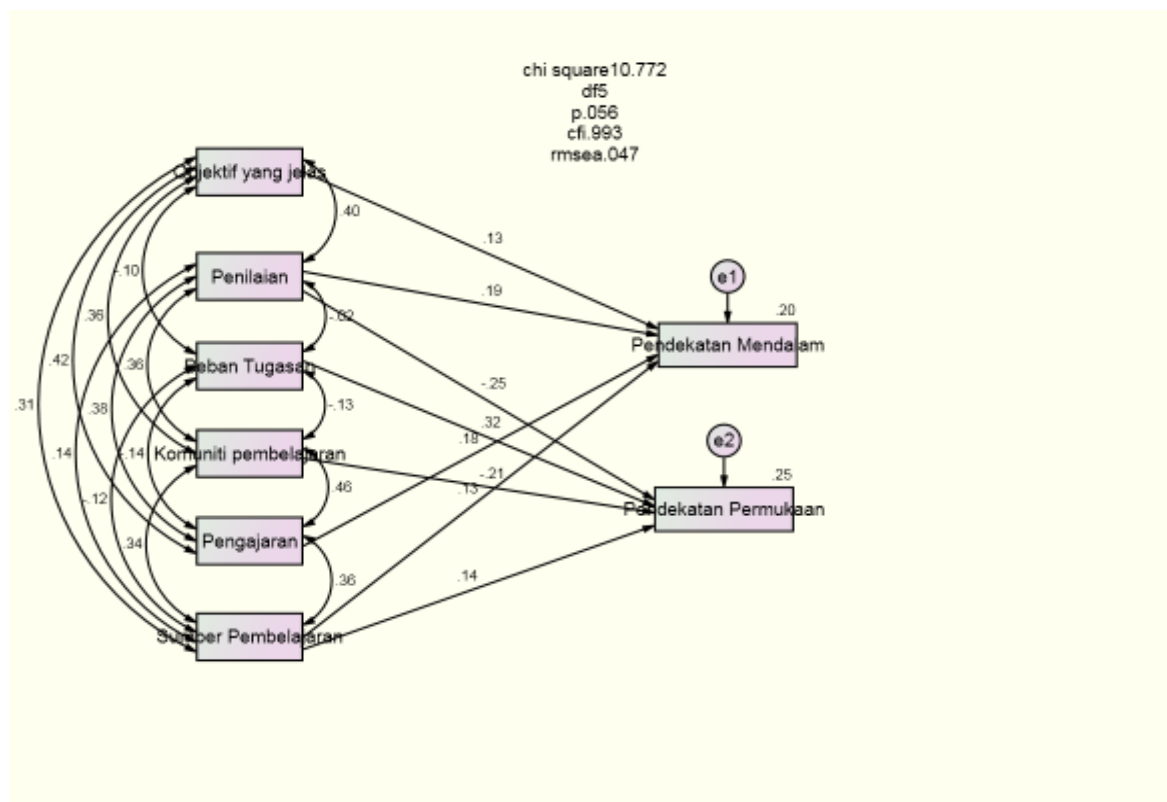 chi square10.772
df5
p.056
cfi.993
rmsea.047
Objektif yang jelas
.40
.13
e1
Penilaian
-.10
.19
.20
-.02
.36
Pendekatan Mendalam
.42
.36
Beban Tugasan
-.25
.31
.38
-.13
.32
.18
e2
.14
-.14
Komuniti pembelajaran
-.21
.13
.25
-.12
.46
Pendekatan Permukaan
.34
Pengajaran
.36
.14
Sumber Pembelajaran